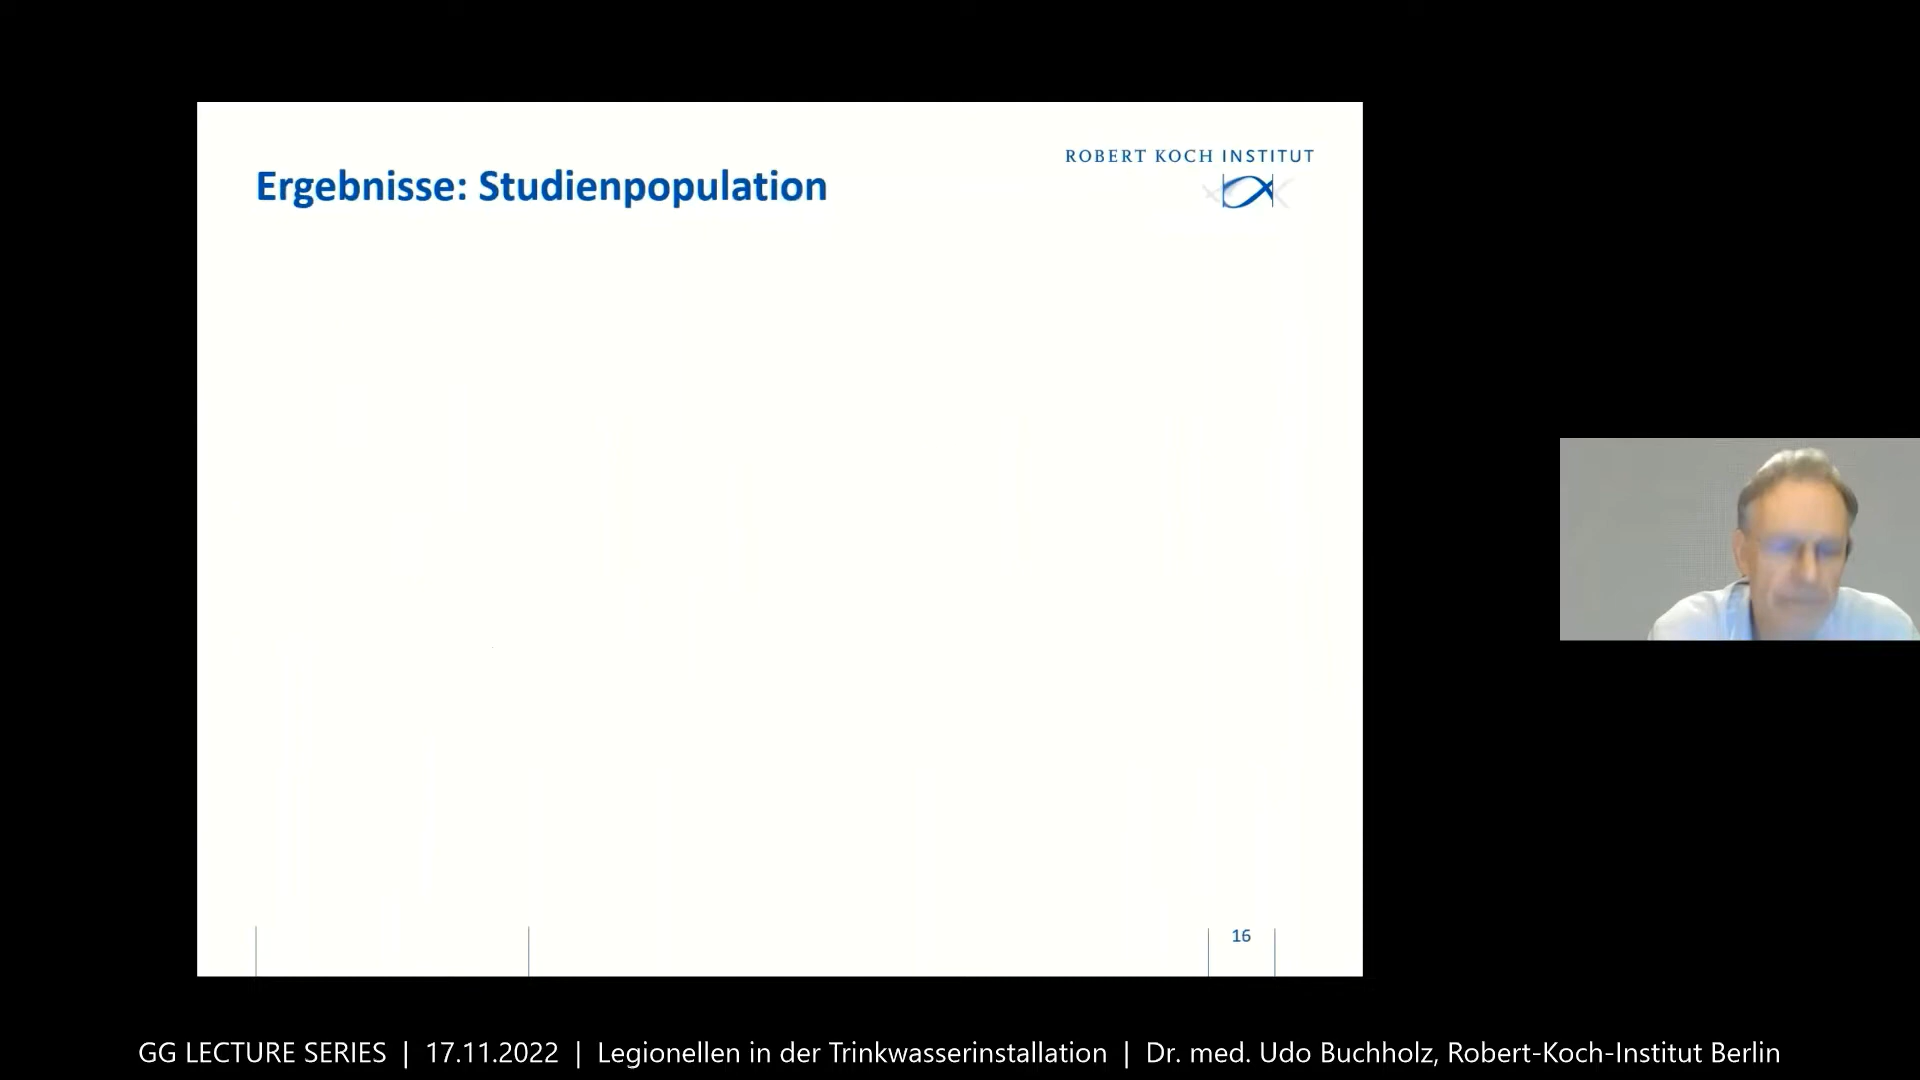 ROBERT KOCH INSTITUT
Ergebnisse: Studienpopulation
16
GG LECTURE SERIES | 17.11.2022 | Legionellen in der Trinkwasserinstallation | Dr. med. Udo Buchholz, Robert-Koch-Institut Berlin